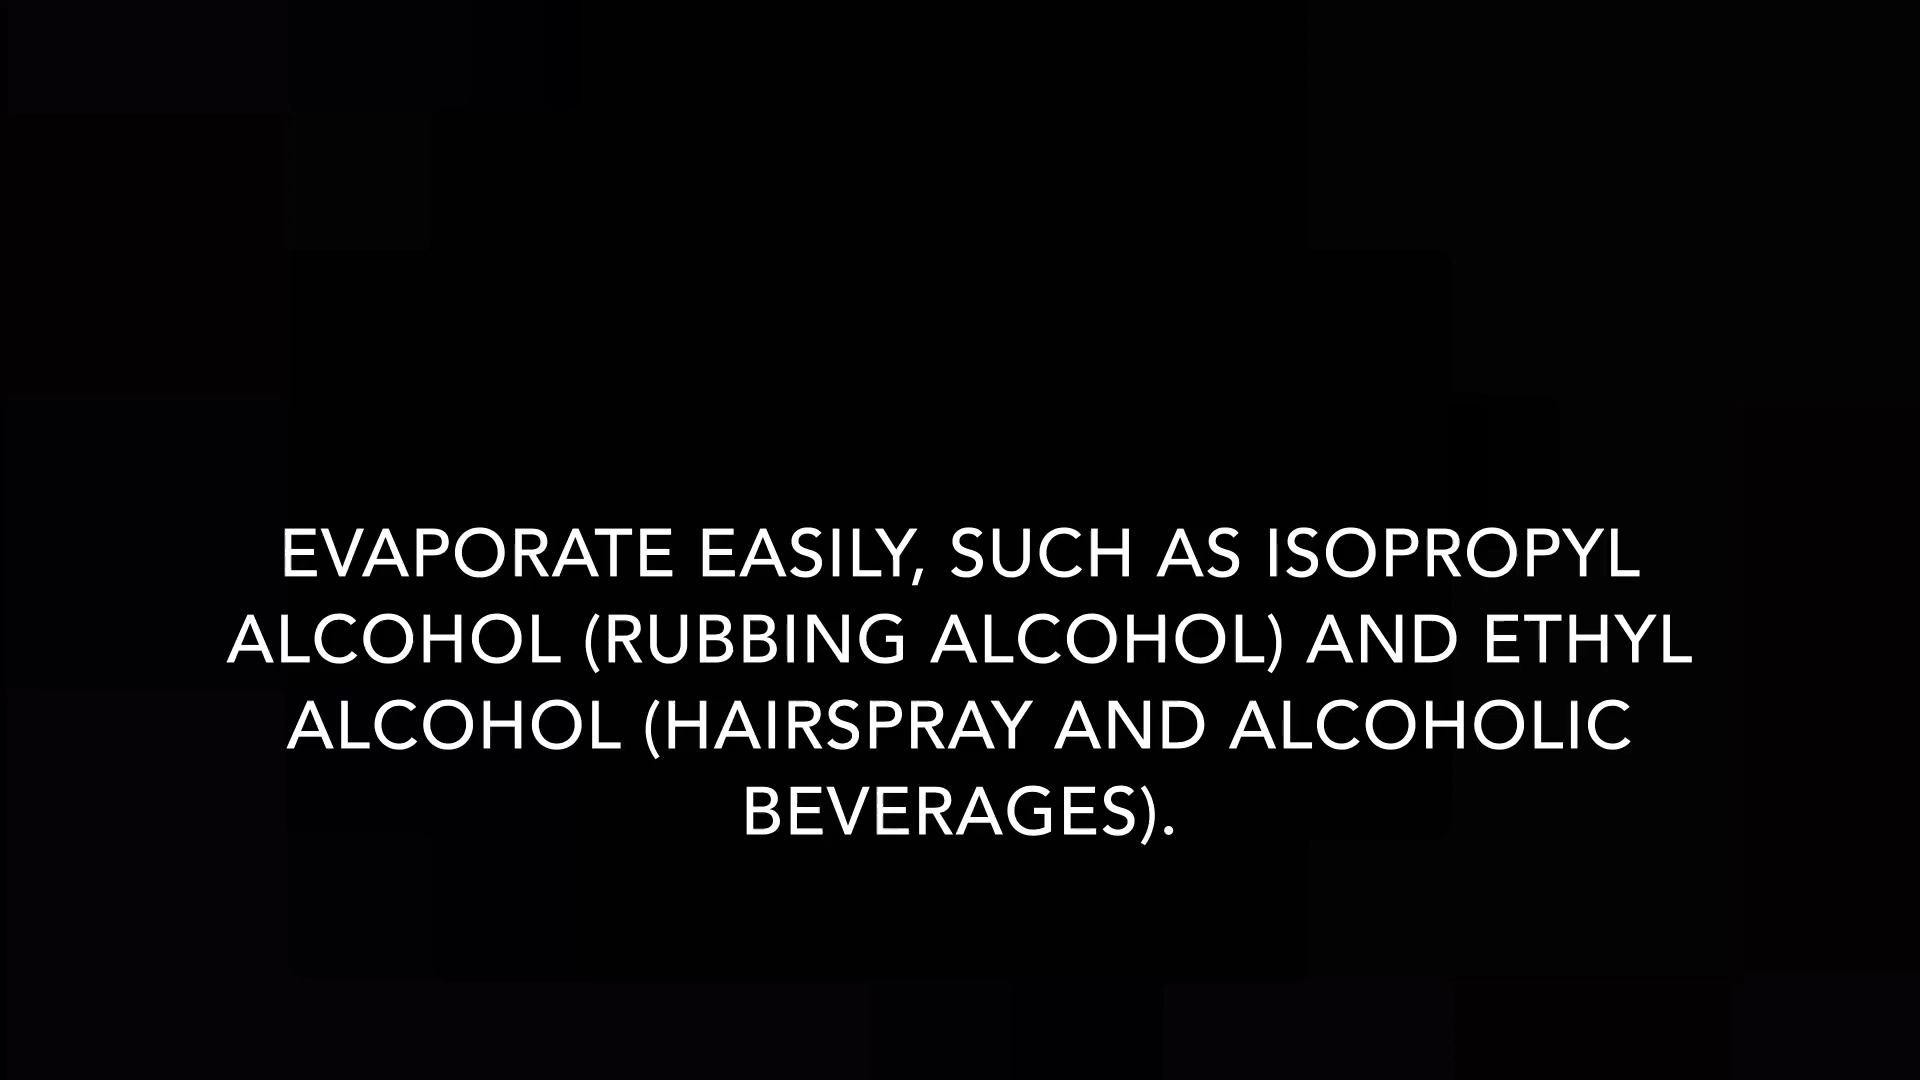 EVAPORATE EASILY, SUCH AS ISOPROPYL
ALCOHOL (RUBBING ALCOHOL) AND ETHYL
ALCOHOL (HAIRSPRAY AND ALCOHOLIC
BEVERAGES).